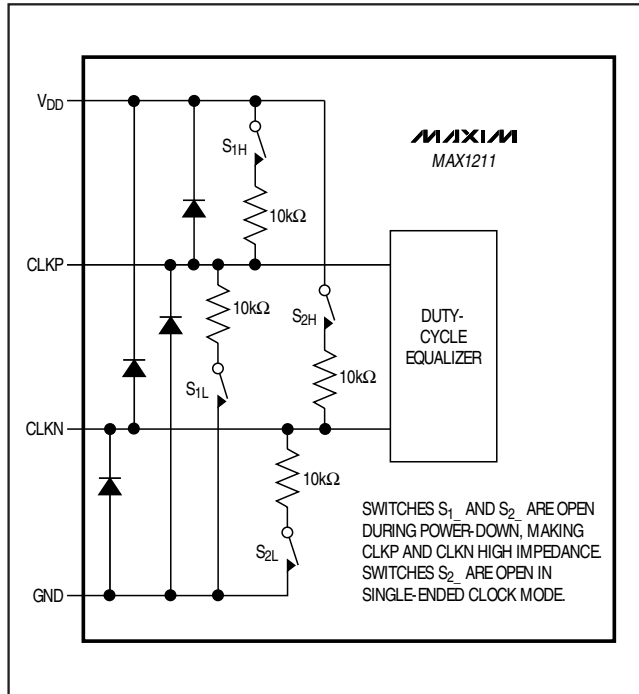 VDD
S1H
MAXIM
MAX1211
10kΩ
CLKP
10kΩ
S2H
DUTY-
CYCLE
EQUALIZER
S1L
10kΩ
CLKN
10kΩ
SWITCHES S1_ AND S2_ ARE OPEN
DURING POWER-DOWN, MAKING
CLKP AND CLKN HIGH IMPEDANCE.
SWITCHES S2_ ARE OPEN IN
SINGLE-ENDED CLOCK MODE.
S2L
GND